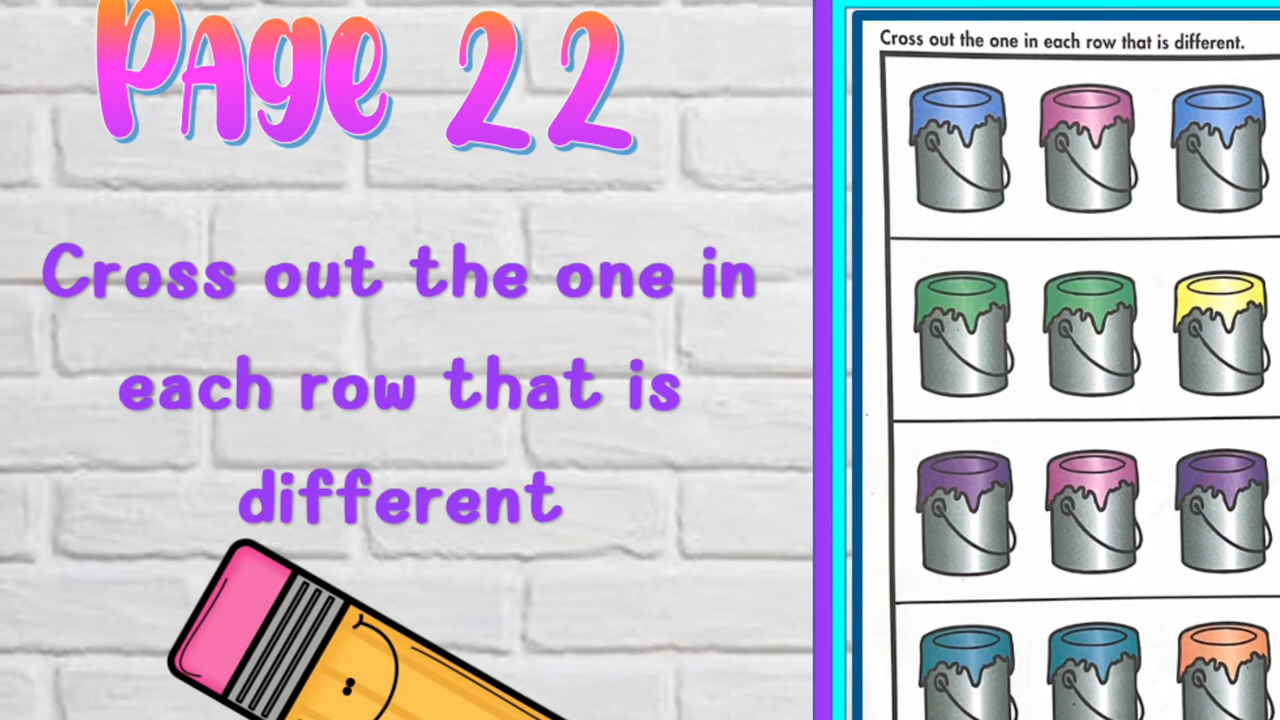 Page 22
Cross out the one in
each row that is
different
Cross out the one in each row that is different.